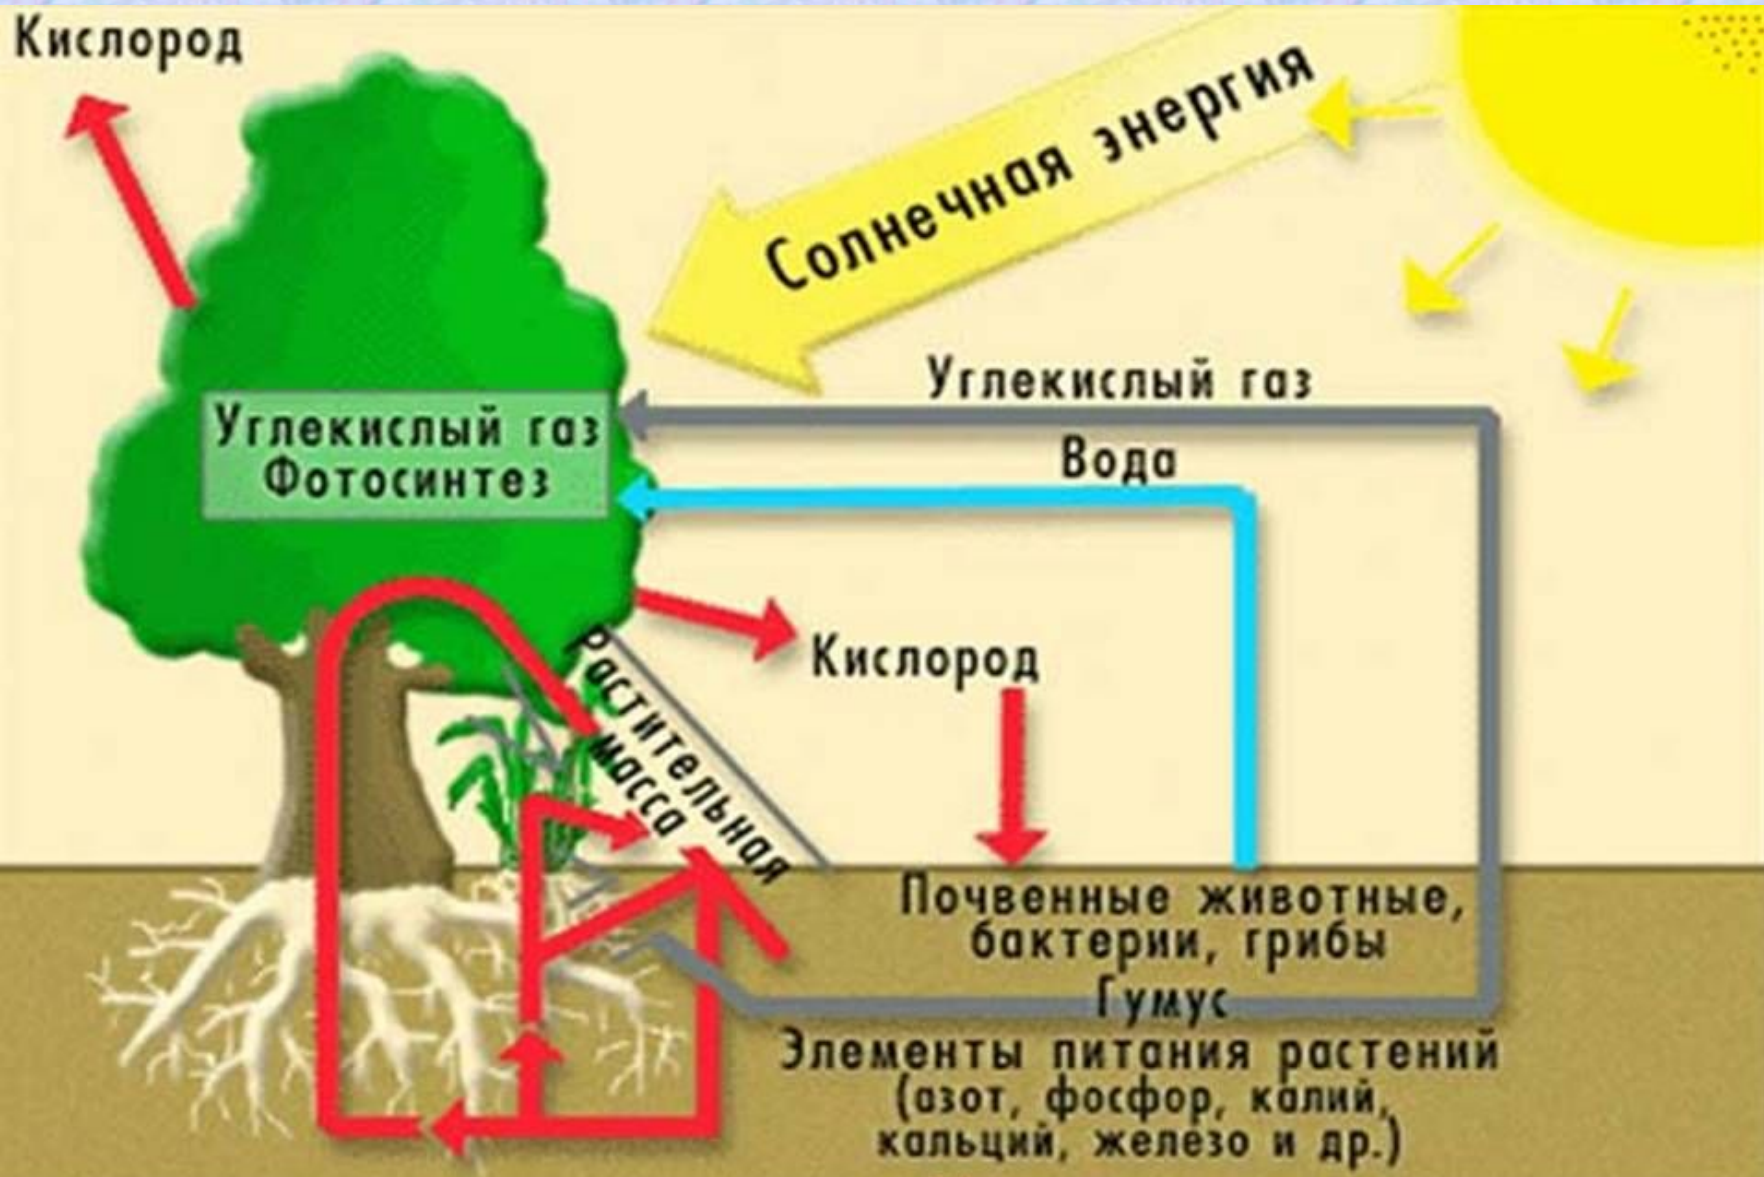 Кислород
Солнечная энергия
Углекислый газ
Углекислый газ
Фотосинтез
Вода
Кислород
Растительная
масса
Почвенные животные,
бактерии, грибы
Гумус
Элементы питания растений
(азот, фосфор, калий,
кальций, железо и др.)